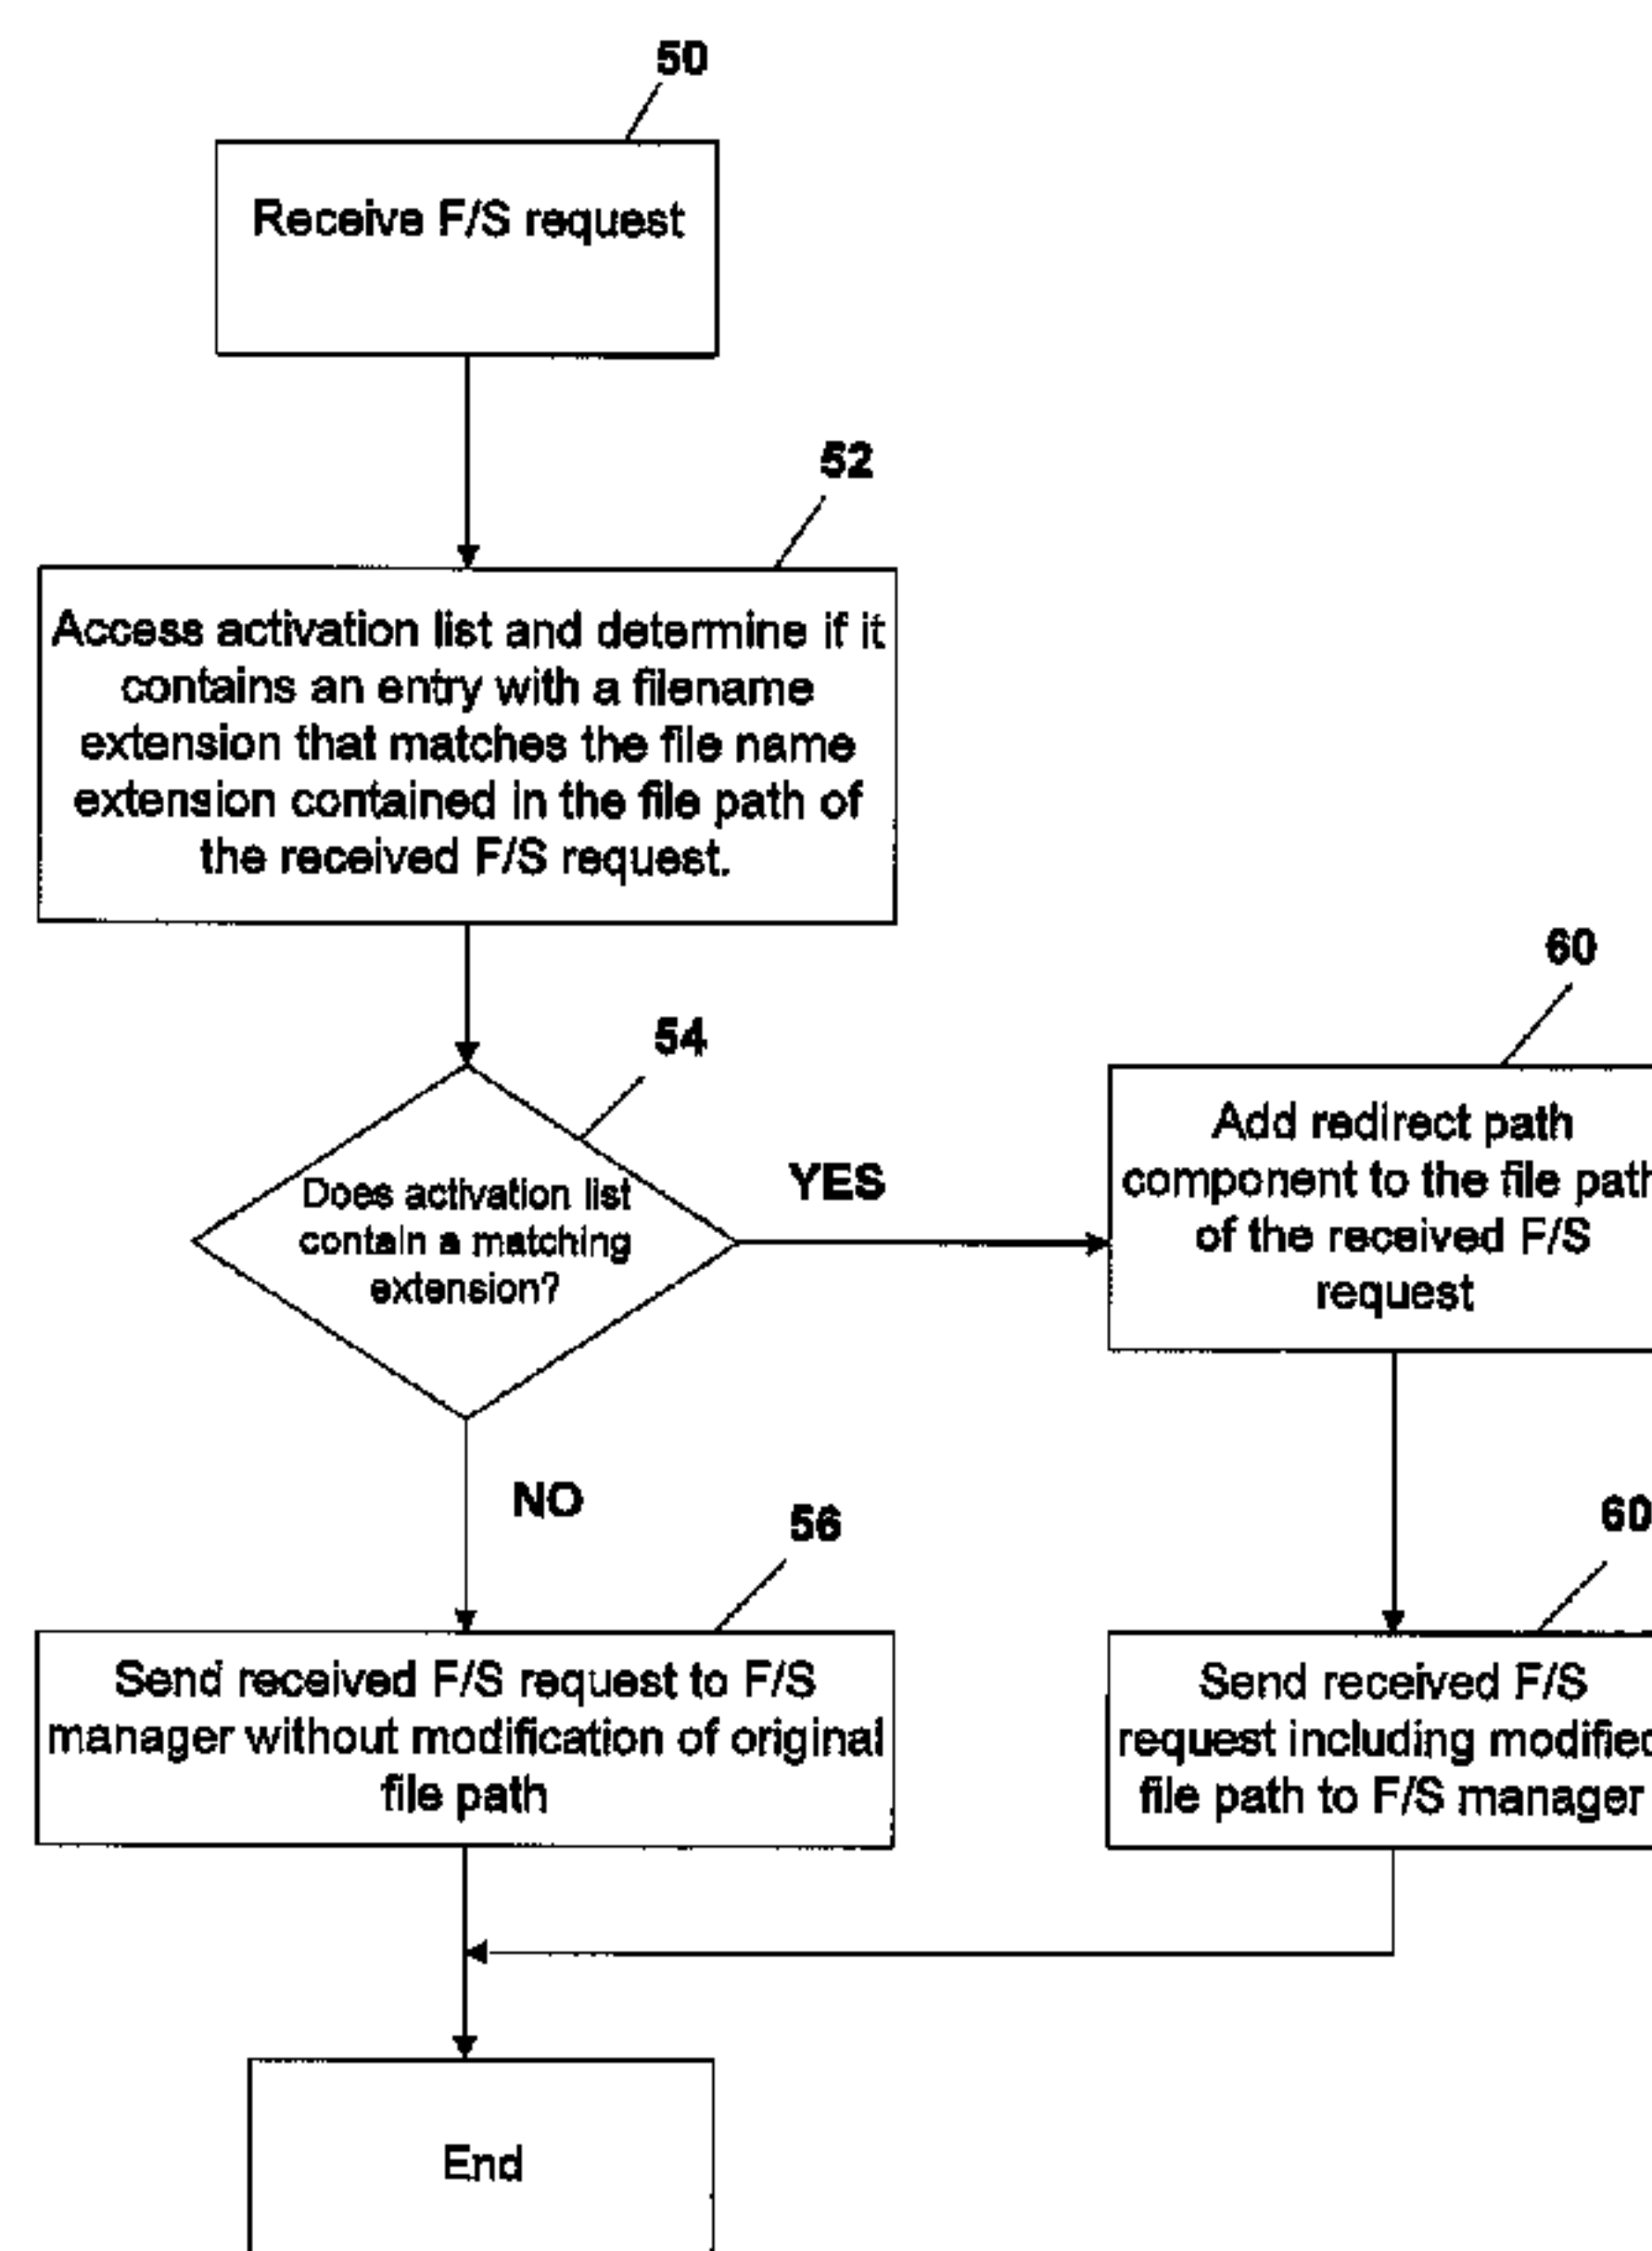 50
Receive F/S request
52
Access activation list and determine if it
contains an entry with a filename
extension that matches the file name
extension contained in the file path of
the received F/S request.
54
Does activation list
contain a matching
extension?
YES
60
Add redirect path
component to the file path
of the received F/S
request
NO
56
Send received F/S request to F/S
manager without modification of original
file path
60
Send received F/S
request including modified
file path to F/S manager
End